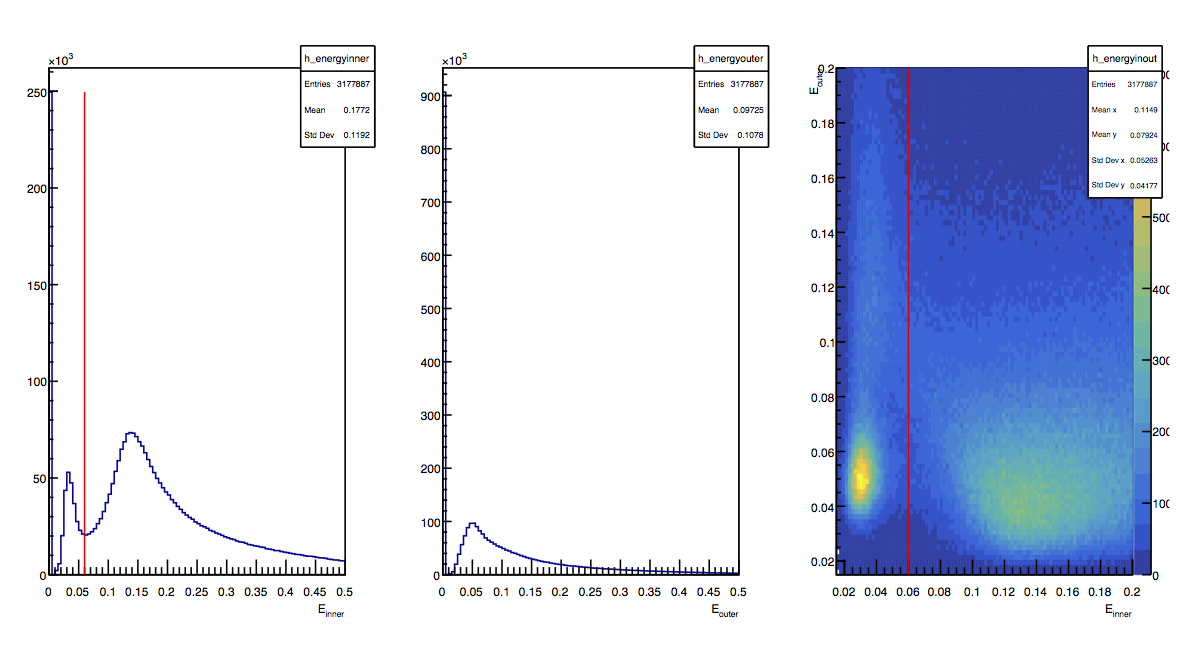 ×10³
h_energyinner
Entries 3177887
Mean 0.1772
Std Dev 0.1192
250
200
150
100
50
0
0 0.05 0.1 0.15 0.2 0.25 0.3 0.35 0.4 0.45 0.5
E_inner
×10³
h_energyouter
Entries 3177887
Mean 0.09725
Std Dev 0.1078
900
800
700
600
500
400
300
200
100
0
0 0.05 0.1 0.15 0.2 0.25 0.3 0.35 0.4 0.45 0.5
E_outer
h_energyinout
Entries 3177887
Mean x 0.1149
Mean y 0.07924
Std Dev x 0.05263
Std Dev y 0.04177
0.2
0.18
0.16
0.14
0.12
0.1
0.08
0.06
0.04
0.02
0.02 0.04 0.06 0.08 0.1 0.12 0.14 0.16 0.18 0.2
E_inner
500
400
300
200
100
0